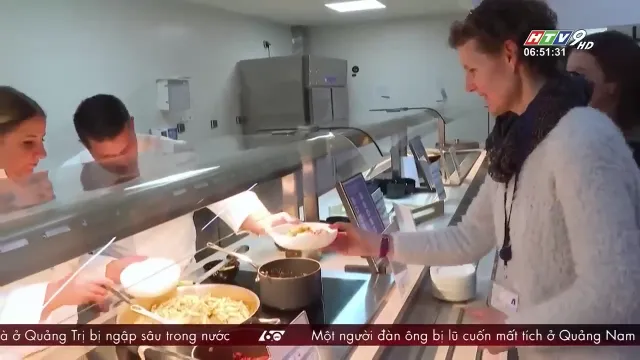 HTV9 HD
06:51:31
à ở Quảng Trị bị ngập sâu trong nước 60 Một người đàn ông bị lũ cuốn mất tích ở Quảng Nam